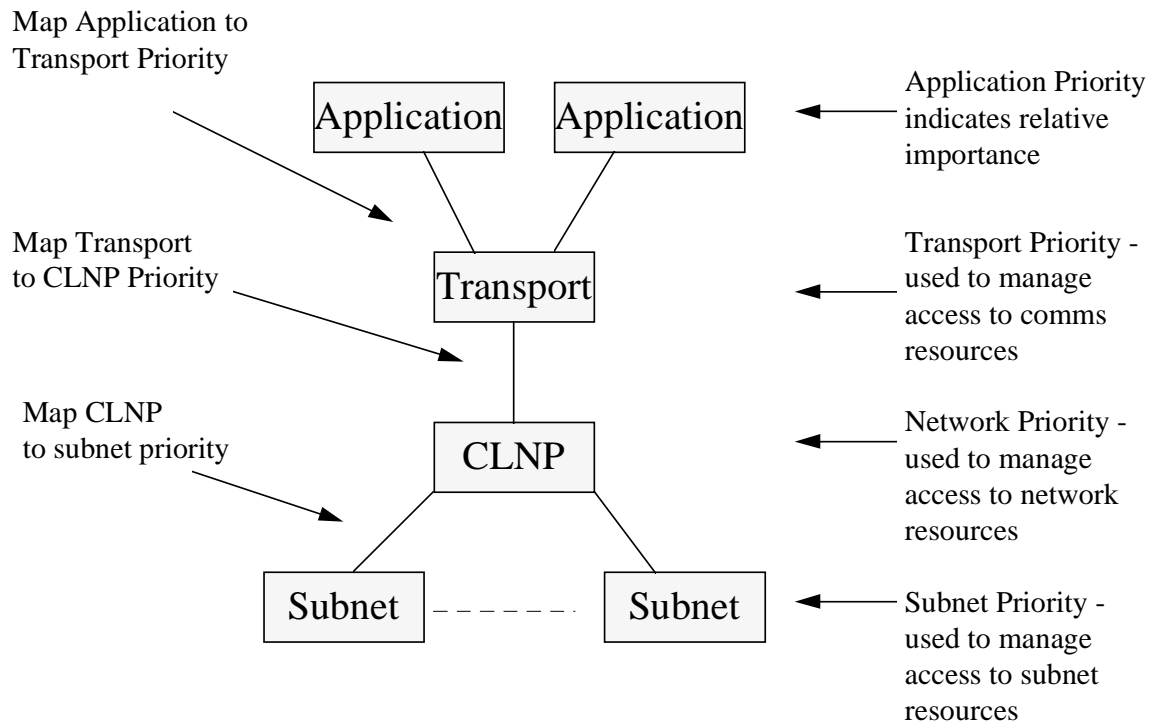 Map Application to
Transport Priority
Application
Application
Application Priority
indicates relative
importance
Map Transport
to CLNP Priority
Transport
Transport Priority -
used to manage
access to comms
resources
Map CLNP
to subnet priority
CLNP
Network Priority -
used to manage
access to network
resources
Subnet
Subnet
Subnet Priority -
used to manage
access to subnet
resources